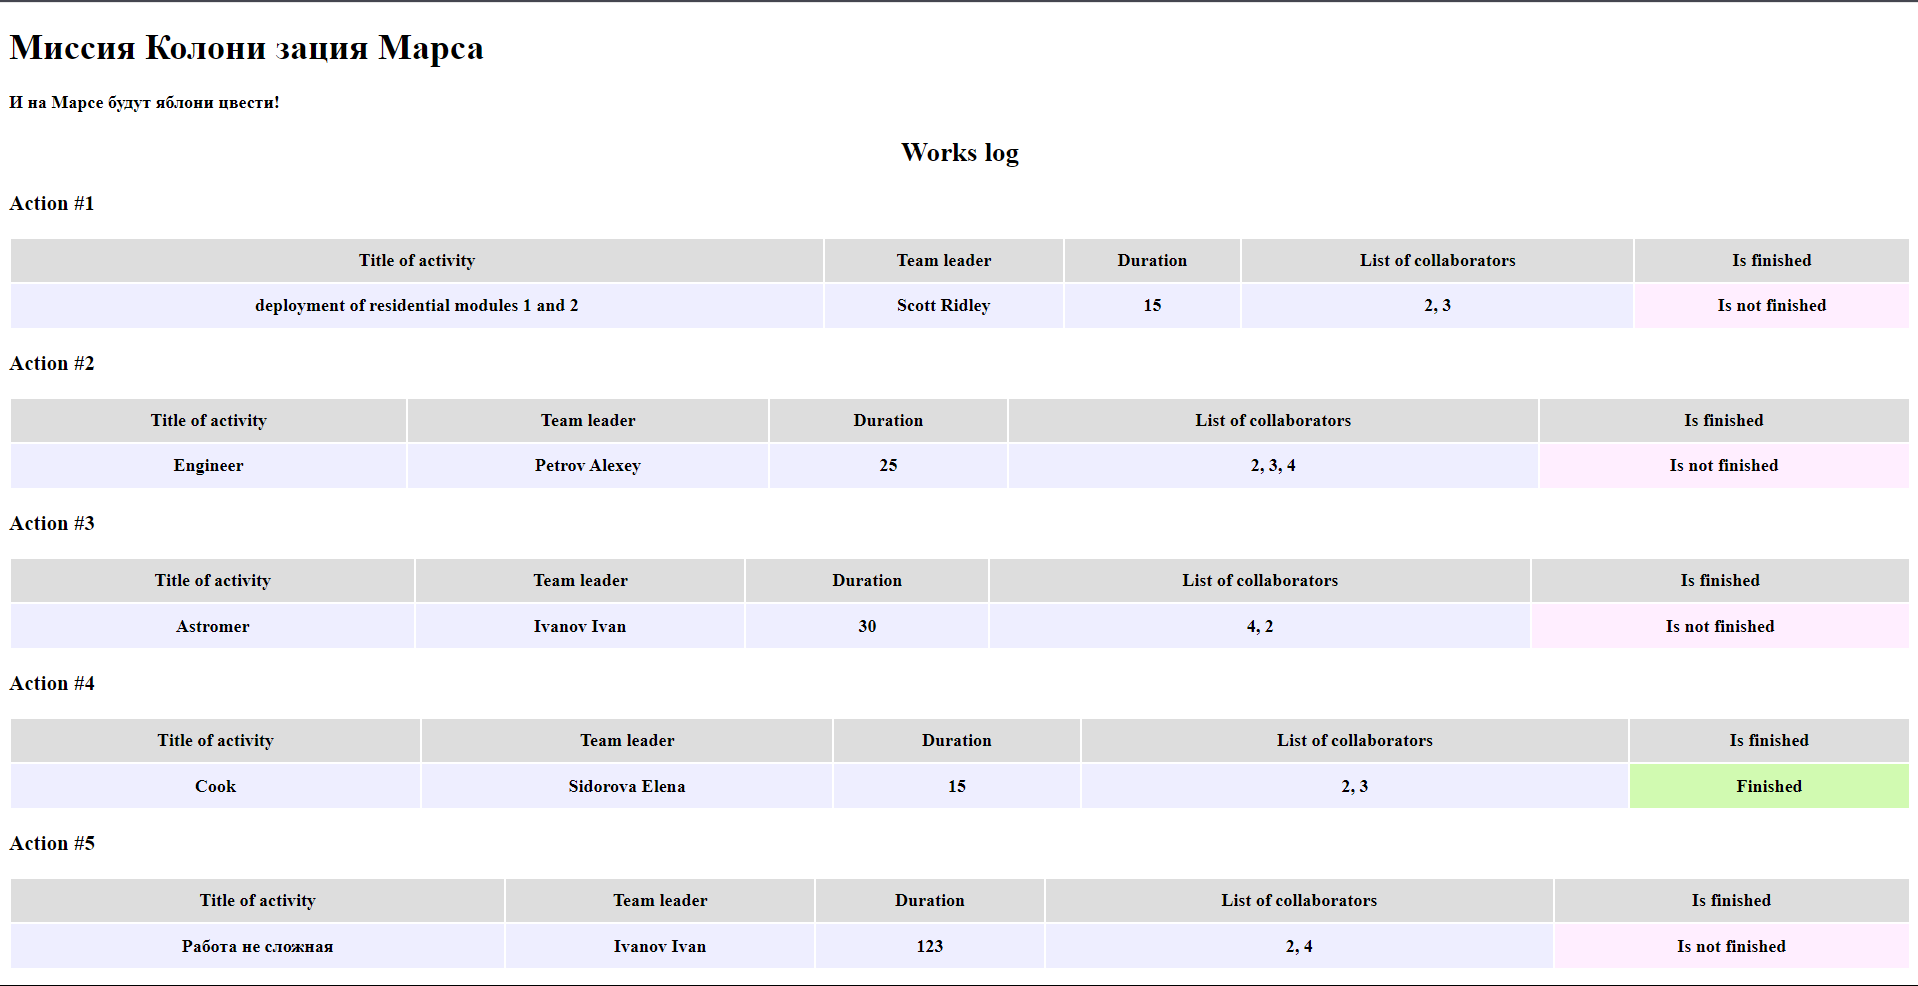 Миссия Колони зация Марса
И на Марсе будут яблони цвести!
Works log
Action #1
Title of activity Team leader Duration List of collaborators Is finished
deployment of residential modules 1 and 2 Scott Ridley 15 2, 3 Is not finished
Action #2
Title of activity Team leader Duration List of collaborators Is finished
Engineer Petrov Alexey 25 2, 3, 4 Is not finished
Action #3
Title of activity Team leader Duration List of collaborators Is finished
Astromer Ivanov Ivan 30 4, 2 Is not finished
Action #4
Title of activity Team leader Duration List of collaborators Is finished
Cook Sidorova Elena 15 2, 3 Finished
Action #5
Title of activity Team leader Duration List of collaborators Is finished
Работа не сложная Ivanov Ivan 123 2, 4 Is not finished